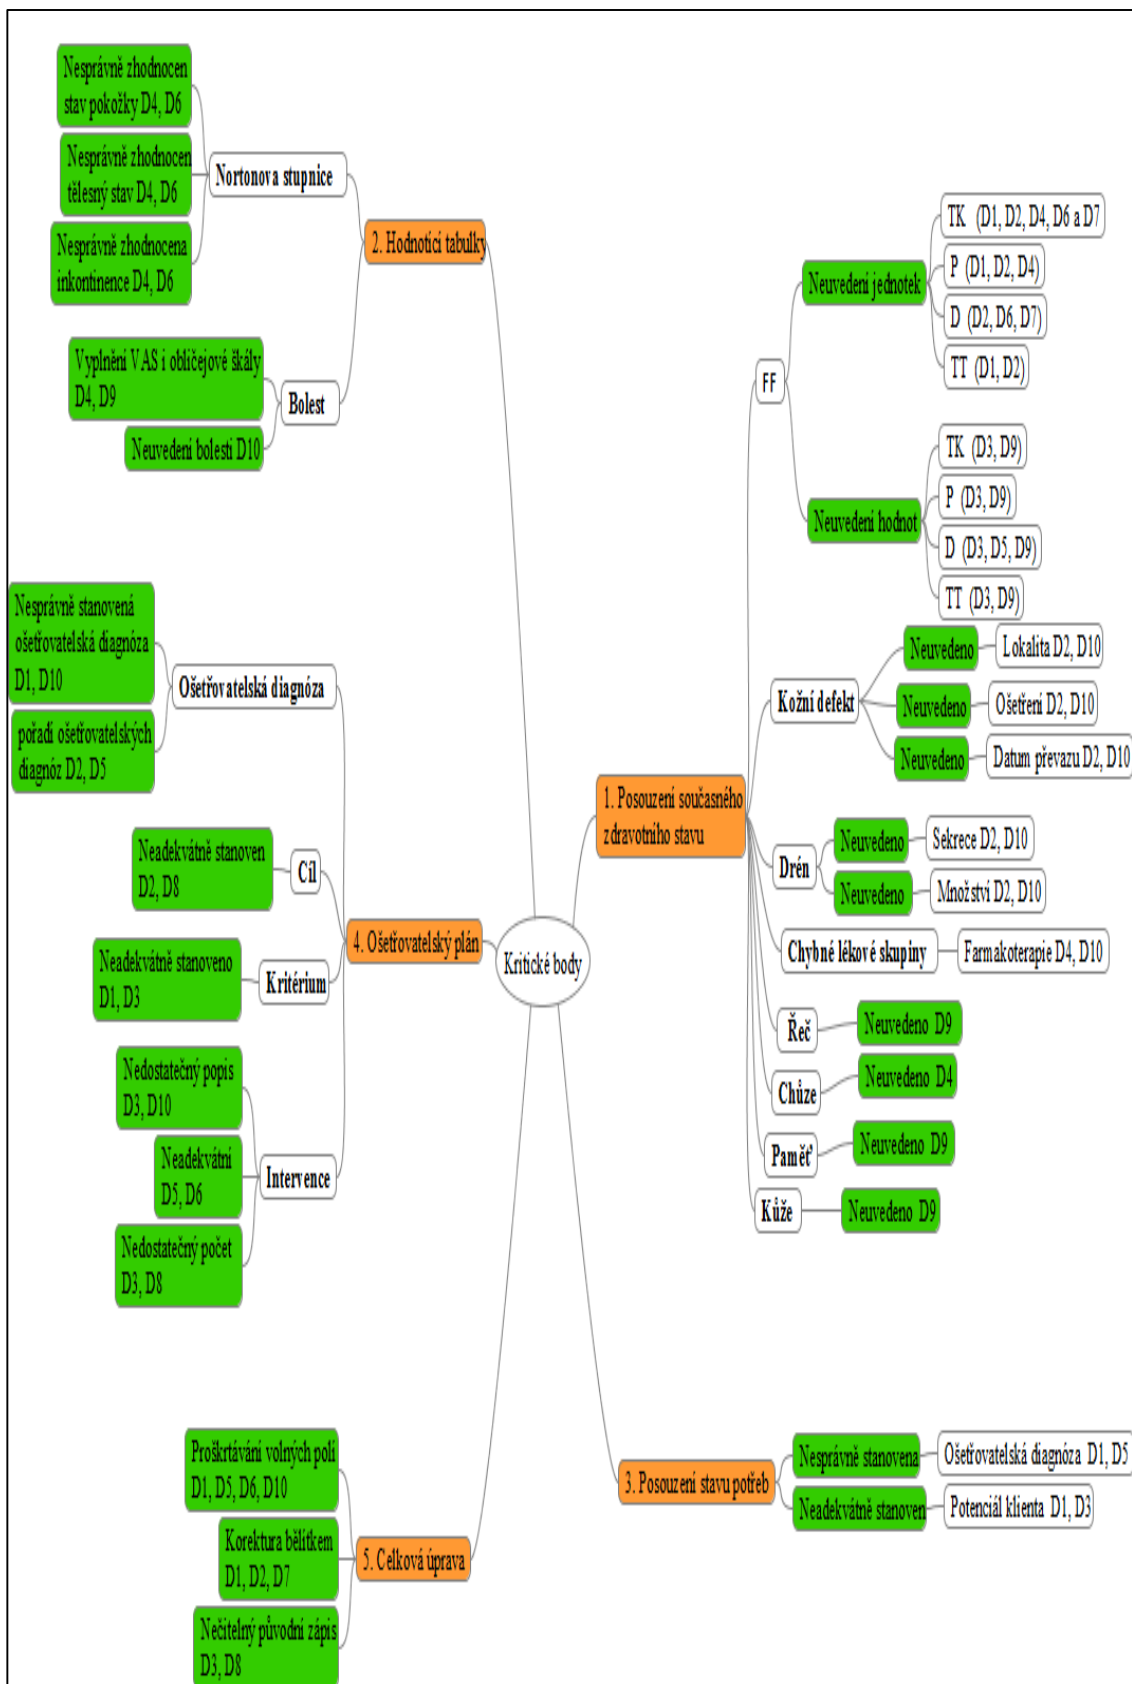 Kritické body
1. Posouzení současného
zdravotního stavu
FF
Neuvedení jednotek
TK (D1, D2, D4, D6 a D7
P (D1, D2, D4)
D (D2, D6, D7)
TT (D1, D2)
Neuvedení hodnot
TK (D3, D9)
P (D3, D9)
D (D3, D5, D9)
TT (D3, D9)
Kožní defekt
Neuvedeno
Lokalita D2, D10
Neuvedeno
Ošetření D2, D10
Neuvedeno
Datum převazu D2, D10
Drén
Neuvedeno
Sekrece D2, D10
Neuvedeno
Množství D2, D10
Chybné lékové skupiny
Farmakoterapie D4, D10
Řeč
Neuvedeno D9
Chůze
Neuvedeno D4
Paměť
Neuvedeno D9
Kůže
Neuvedeno D9
2. Hodnotící tabulky
Nortonova stupnice
Nesprávně zhodnocen
stav pokožky D4, D6
Nesprávně zhodnocen
tělesný stav D4, D6
Nesprávně zhodnocena
inkontinence D4, D6
Bolest
Vyplnění VAS i obličejové škály
D4, D9
Neuvedení bolesti D10
3. Posouzení stavu potřeb
Nesprávně stanovena
Ošetřovatelská diagnóza D1, D5
Neadekvátně stanoven
Potenciál klienta D1, D3
4. Ošetřovatelský plán
Ošetřovatelská diagnóza
Nesprávně stanovená
ošetřovatelská diagnóza
D1, D10
pořadí ošetřovatelských
diagnóz D2, D5
Cíl
Neadekvátně stanoven
D2, D8
Kritérium
Neadekvátně stanoveno
D1, D3
Intervence
Nedostatečný popis
D3, D10
Neadekvátní
D5, D6
Nedostatečný počet
D3, D8
5. Celková úprava
Proškrtávání volných polí
D1, D5, D6, D10
Korektura bělítkem
D1, D2, D7
Nečitelný původní zápis
D3, D8